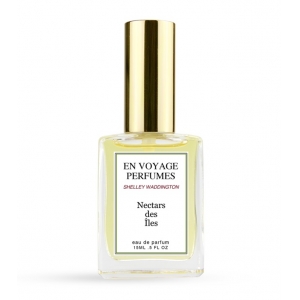 EN VOYAGE
PERFUMES
SHELLEY WADDINGTON
Nectars
des
Îles
eau de parfum
15ML .5 FL OZ